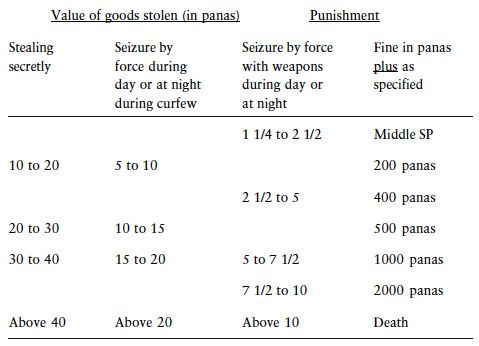 Value of goods stolen (in panas) Punishment
Stealing Seizure by Seizure by force Fine in panas
secretly force during with weapons plus as
day or at night during day or specified
during curfew at night
1 1/4 to 2 1/2 Middle SP
10 to 20 5 to 10 200 panas
2 1/2 to 5 400 panas
20 to 30 10 to 15 500 panas
30 to 40 15 to 20 5 to 7 1/2 1000 panas
7 1/2 to 10 2000 panas
Above 40 Above 20 Above 10 Death